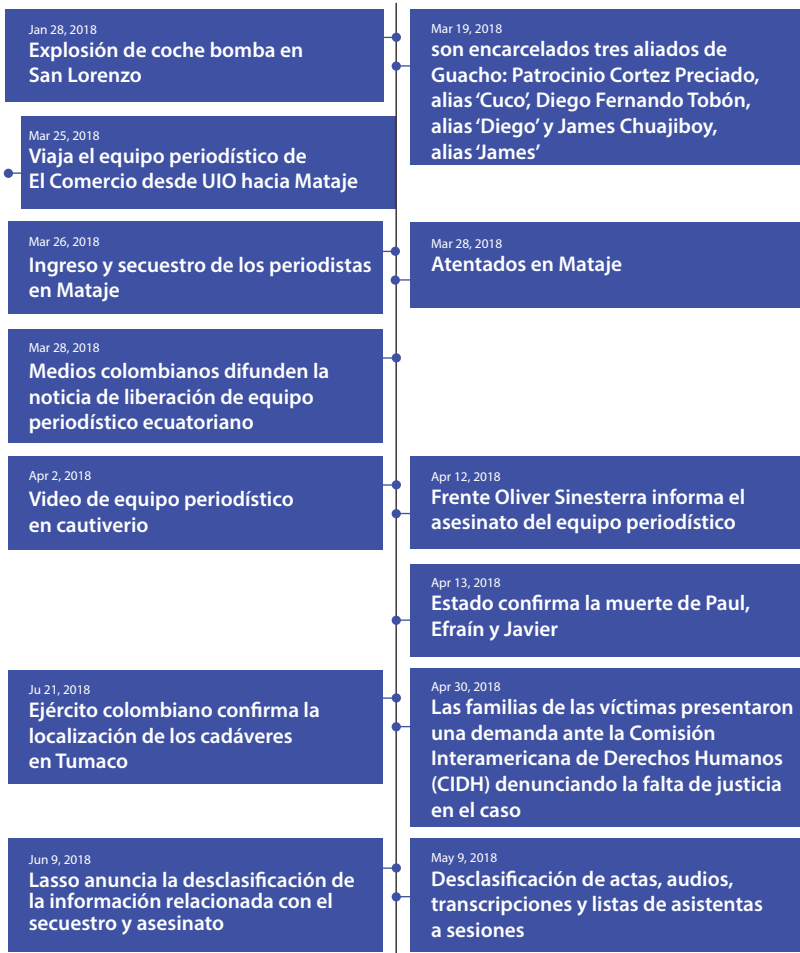 Jan 28, 2018
Explosión de coche bomba en
San Lorenzo
Mar 19, 2018
son encarcelados tres aliados de
Guacho: Patrocinio Cortez Preciado,
alias ‘Cuco’, Diego Fernando Tobón,
alias ‘Diego’ y James Chuajiboy,
alias ‘James’
Mar 25, 2018
Viaja el equipo periodístico de
El Comercio desde UIO hacia Mataje
Mar 26, 2018
Ingreso y secuestro de los periodistas
en Mataje
Mar 28, 2018
Atentados en Mataje
Mar 28, 2018
Medios colombianos difunden la
noticia de liberación de equipo
periodístico ecuatoriano
Apr 2, 2018
Video de equipo periodístico
en cautiverio
Apr 12, 2018
Frente Oliver Sinesterra informa el
asesinato del equipo periodístico
Apr 13, 2018
Estado confirma la muerte de Paul,
Efraín y Javier
Ju 21, 2018
Ejército colombiano confirma la
localización de los cadáveres
en Tumaco
Apr 30, 2018
Las familias de las víctimas presentaron
una demanda ante la Comisión
Interamericana de Derechos Humanos
(CIDH) denunciando la falta de justicia
en el caso
Jun 9, 2018
Lasso anuncia la desclasificación de
la información relacionada con el
secuestro y asesinato
May 9, 2018
Desclasificación de actas, audios,
transcripciones y listas de asistentas
a sesiones